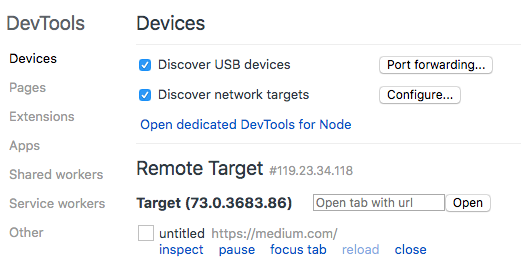 DevTools
Devices
Pages
Extensions
Apps
Shared workers
Service workers
Other
Devices
Discover USB devices Port forwarding...
Discover network targets Configure...
Open dedicated DevTools for Node
Remote Target #119.23.34.118
Target (73.0.3683.86) Open tab with url Open
untitled https://medium.com/
inspect pause focus tab reload close